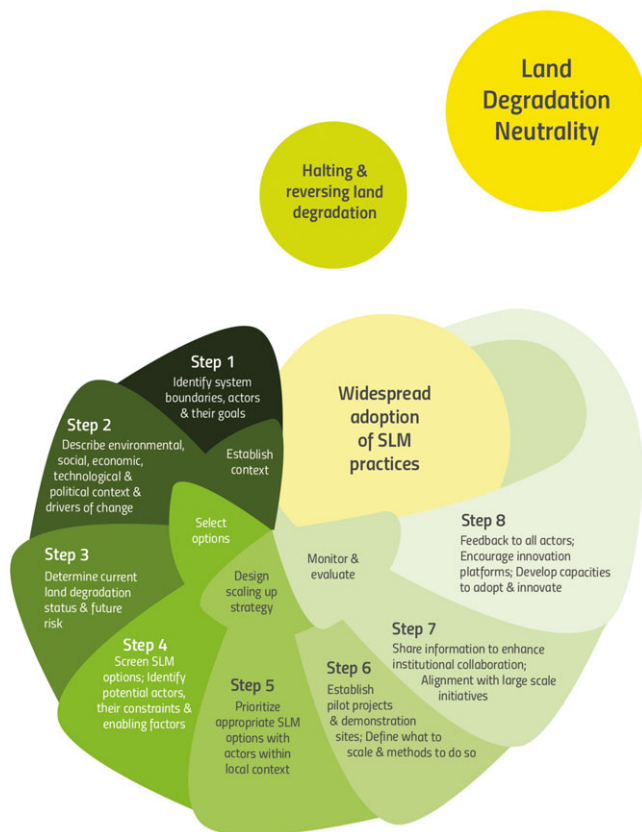 Land
Degradation
Neutrality
Halting &
reversing land
degradation
Widespread
adoption
of SLM
practices
Step 1
Identify system
boundaries, actors
& their goals
Step 2
Describe environmental,
social, economic,
technological &
political context &
drivers of change
Establish
context
Step 3
Determine current
land degradation
status & future
risk
Select
options
Step 4
Screen SLM
options; Identify
potential actors,
their constraints &
enabling factors
Design
scaling up
strategy
Step 5
Prioritize
appropriate SLM
options with
actors within
local context
Monitor &
evaluate
Step 6
Establish
pilot projects
& demonstration
sites; Define what to
scale & methods to do so
Step 7
Share information to enhance
institutional collaboration;
Alignment with large scale
initiatives
Step 8
Feedback to all actors;
Encourage innovation
platforms; Develop capacities
to adopt & innovate